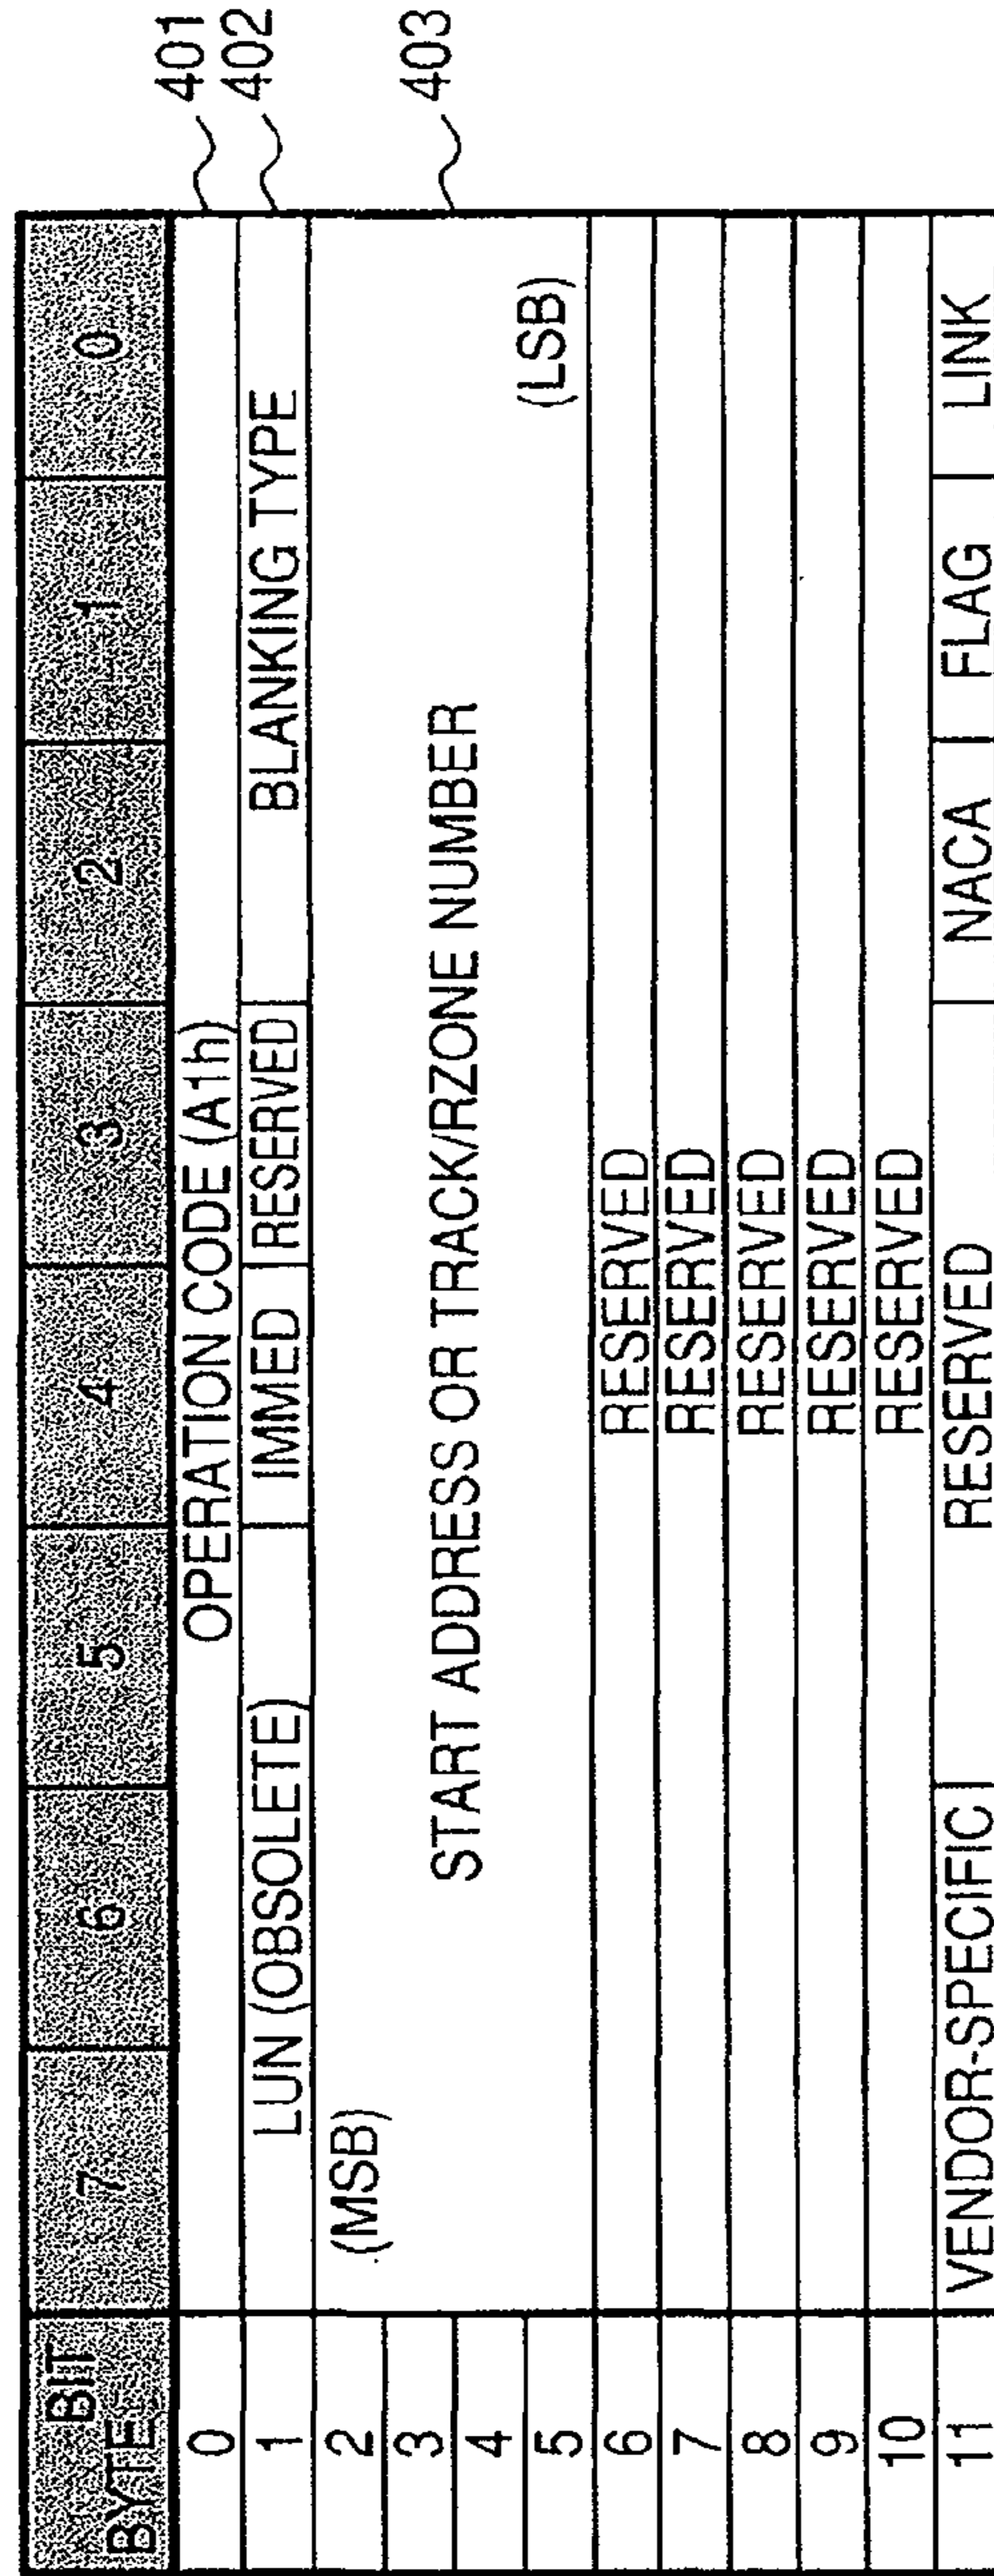 BIT
BYTE 7 6 5 4 3 2 1 0
0 OPERATION CODE (A1h) 401
1 LUN (OBSOLETE) IMMED RESERVED BLANKING TYPE 402
2 (MSB)
3 START ADDRESS OR TRACK/RZONE NUMBER 403
4
5 (LSB)
6 RESERVED
7 RESERVED
8 RESERVED
9 RESERVED
10 RESERVED
11 VENDOR-SPECIFIC RESERVED NACA FLAG LINK